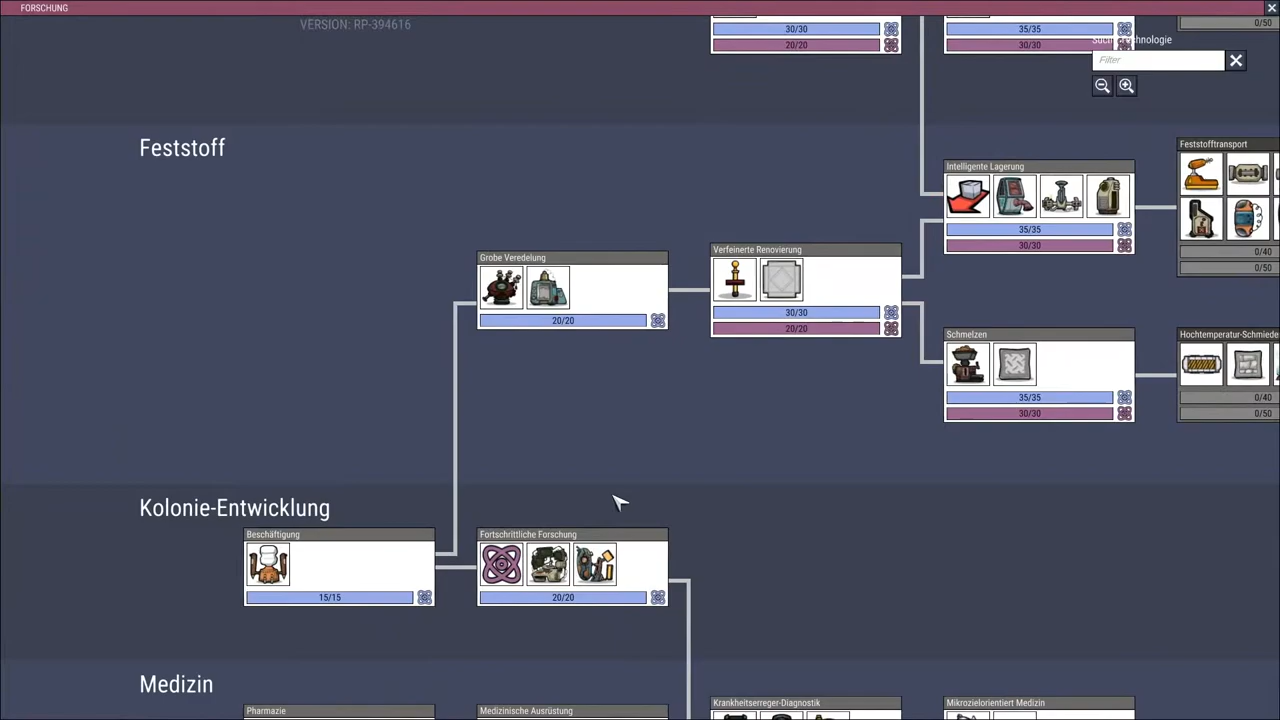 FORSCHUNG
VERSION: RP-394616
30/30
20/20
35/35
30/30
0/50
Filter
Feststoff
Intelligente Lagerung
35/35
30/30
Feststofftransport
0/40
0/50
Grobe Veredelung
20/20
Verfeinerte Renovierung
30/30
20/20
Schmelzen
35/35
30/30
Hochtemperatur-Schmiede
0/40
0/50
Kolonie-Entwicklung
Beschäftigung
15/15
Fortschrittliche Forschung
20/20
Medizin
Pharmazie
Medizinische Ausrüstung
Krankheitserreger-Diagnostik
Mikrozielorientiert Medizin